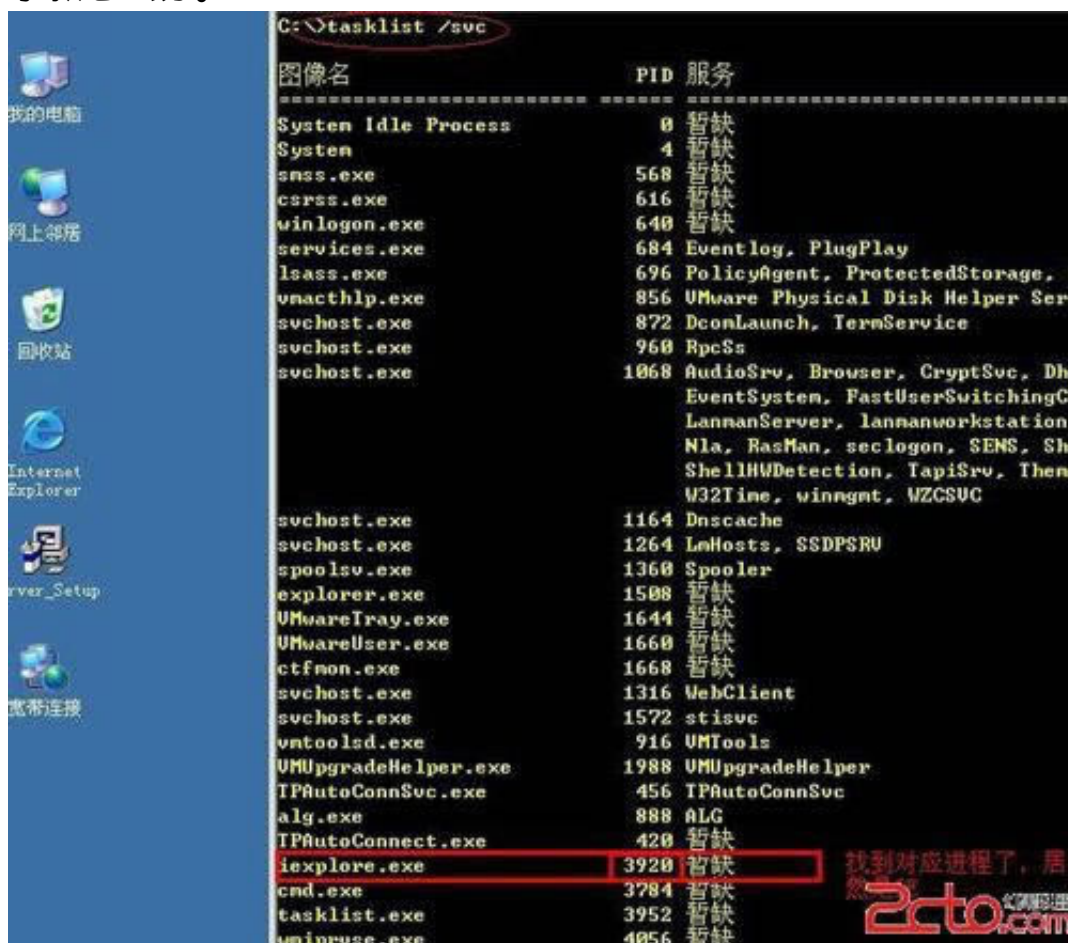 C:\>tasklist /svc
图像名 PID 服务
========================= ====== =============================
System Idle Process 0 暂缺
System 4 暂缺
smss.exe 568 暂缺
csrss.exe 616 暂缺
winlogon.exe 640 暂缺
services.exe 684 Eventlog, PlugPlay
lsass.exe 696 PolicyAgent, ProtectedStorage,
vmacthlp.exe 856 VMware Physical Disk Helper Ser
svchost.exe 872 DcomLaunch, TermService
svchost.exe 960 RpcSs
svchost.exe 1068 AudioSrv, Browser, CryptSvc, Dh
EventSystem, FastUserSwitchingC
LanmanServer, lanmanworkstation
Nla, RasMan, seclogon, SENS, Sh
ShellHWDetection, TapiSrv, Them
W32Time, winmgmt, WZCSVC
svchost.exe 1164 Dnscache
svchost.exe 1264 LmHosts, SSDPSRV
spoolsv.exe 1360 Spooler
explorer.exe 1508 暂缺
VMwareTray.exe 1644 暂缺
VMwareUser.exe 1660 暂缺
ctfmon.exe 1668 暂缺
svchost.exe 1316 WebClient
svchost.exe 1572 stisvc
vmtoolsd.exe 916 VMTools
VMUpgradeHelper.exe 1988 VMUpgradeHelper
TPAutoConnSvc.exe 456 TPAutoConnSvc
alg.exe 888 ALG
TPAutoConnect.exe 420 暂缺
iexplore.exe 3920 暂缺 找到对应进程了，居
cmd.exe 3784 暂缺 然
tasklist.exe 3952 暂缺
wmiprvse.exe 4056 暂缺
我的电脑
网上邻居
回收站
Internet
Explorer
rver_Setup
宽带连接
2cto.com